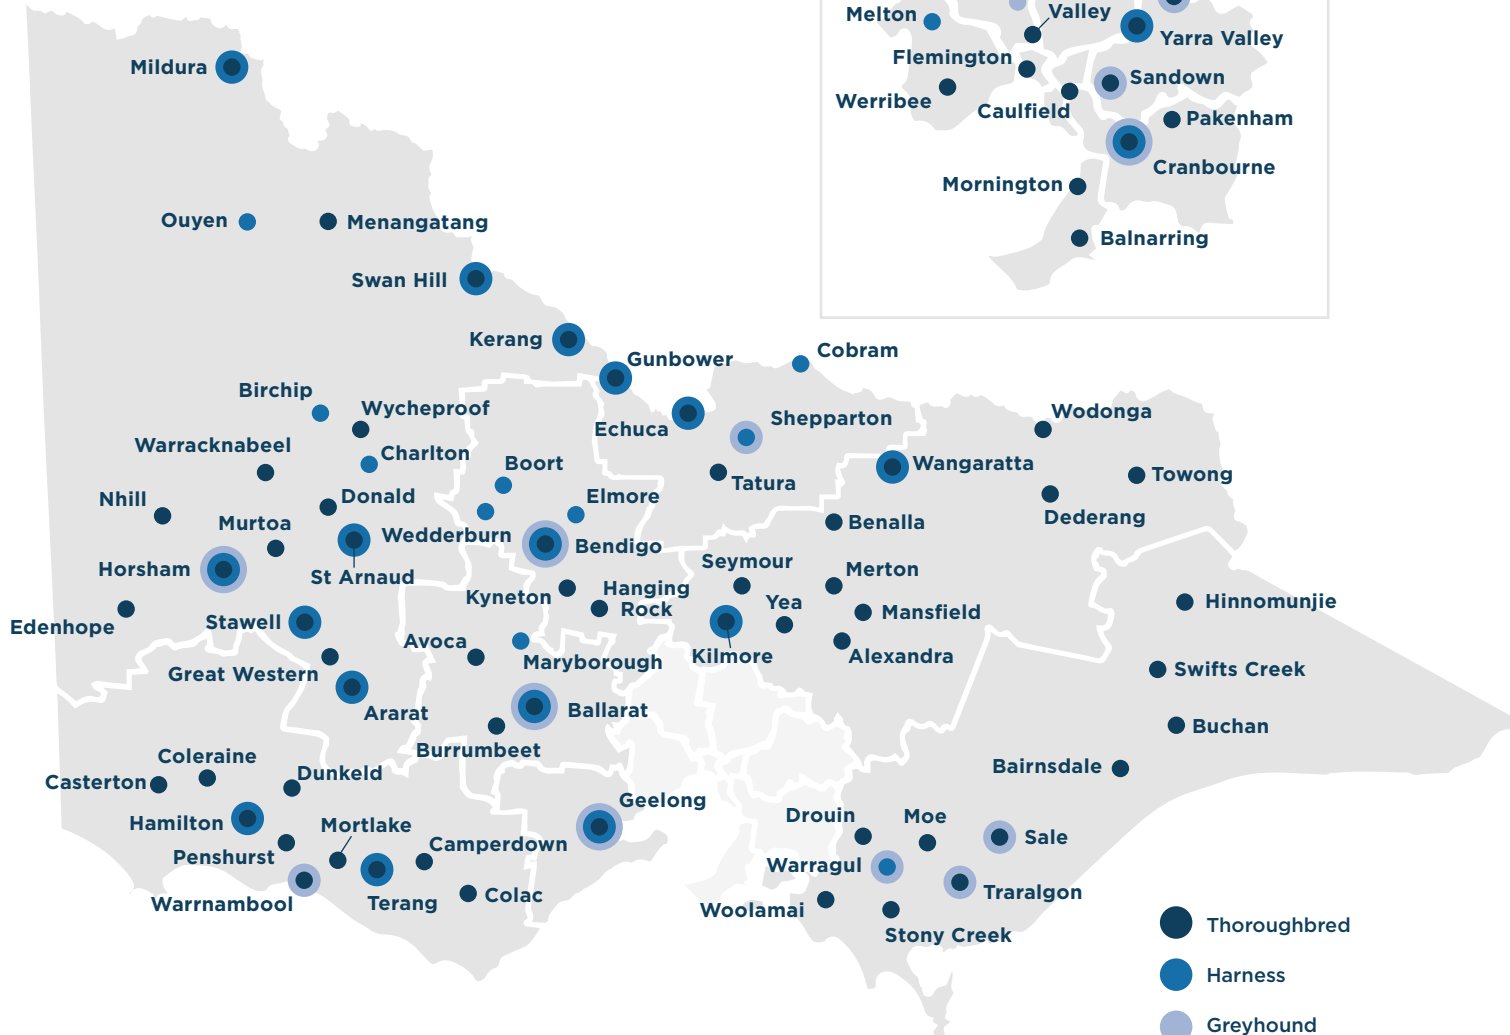 Melton
Valley
Yarra Valley
Flemington
Sandown
Werribee
Caulfield
Pakenham
Cranbourne
Mornington
Balnarring
Mildura
Ouyen
Menangatang
Swan Hill
Kerang
Gunbower
Cobram
Birchip
Wycheproof
Echuca
Shepparton
Wodonga
Warracknabeel
Charlton
Boort
Wangaratta
Tatura
Towong
Nhill
Donald
Elmore
Murtoa
Wedderburn
Benalla
Dederang
Bendigo
Horsham
St Arnaud
Seymour
Merton
Kyneton
Hanging
Rock
Yea
Mansfield
Hinnomunjie
Edenhope
Stawell
Avoca
Maryborough
Kilmore
Alexandra
Great Western
Swifts Creek
Ararat
Ballarat
Buchan
Burrumbeet
Coleraine
Dunkeld
Bairnsdale
Casterton
Geelong
Hamilton
Mortlake
Drouin
Moe
Camperdown
Sale
Penshurst
Warragul
Traralgon
Warrnambool
Terang
Colac
Woolamai
Stony Creek
Thoroughbred
Harness
Greyhound